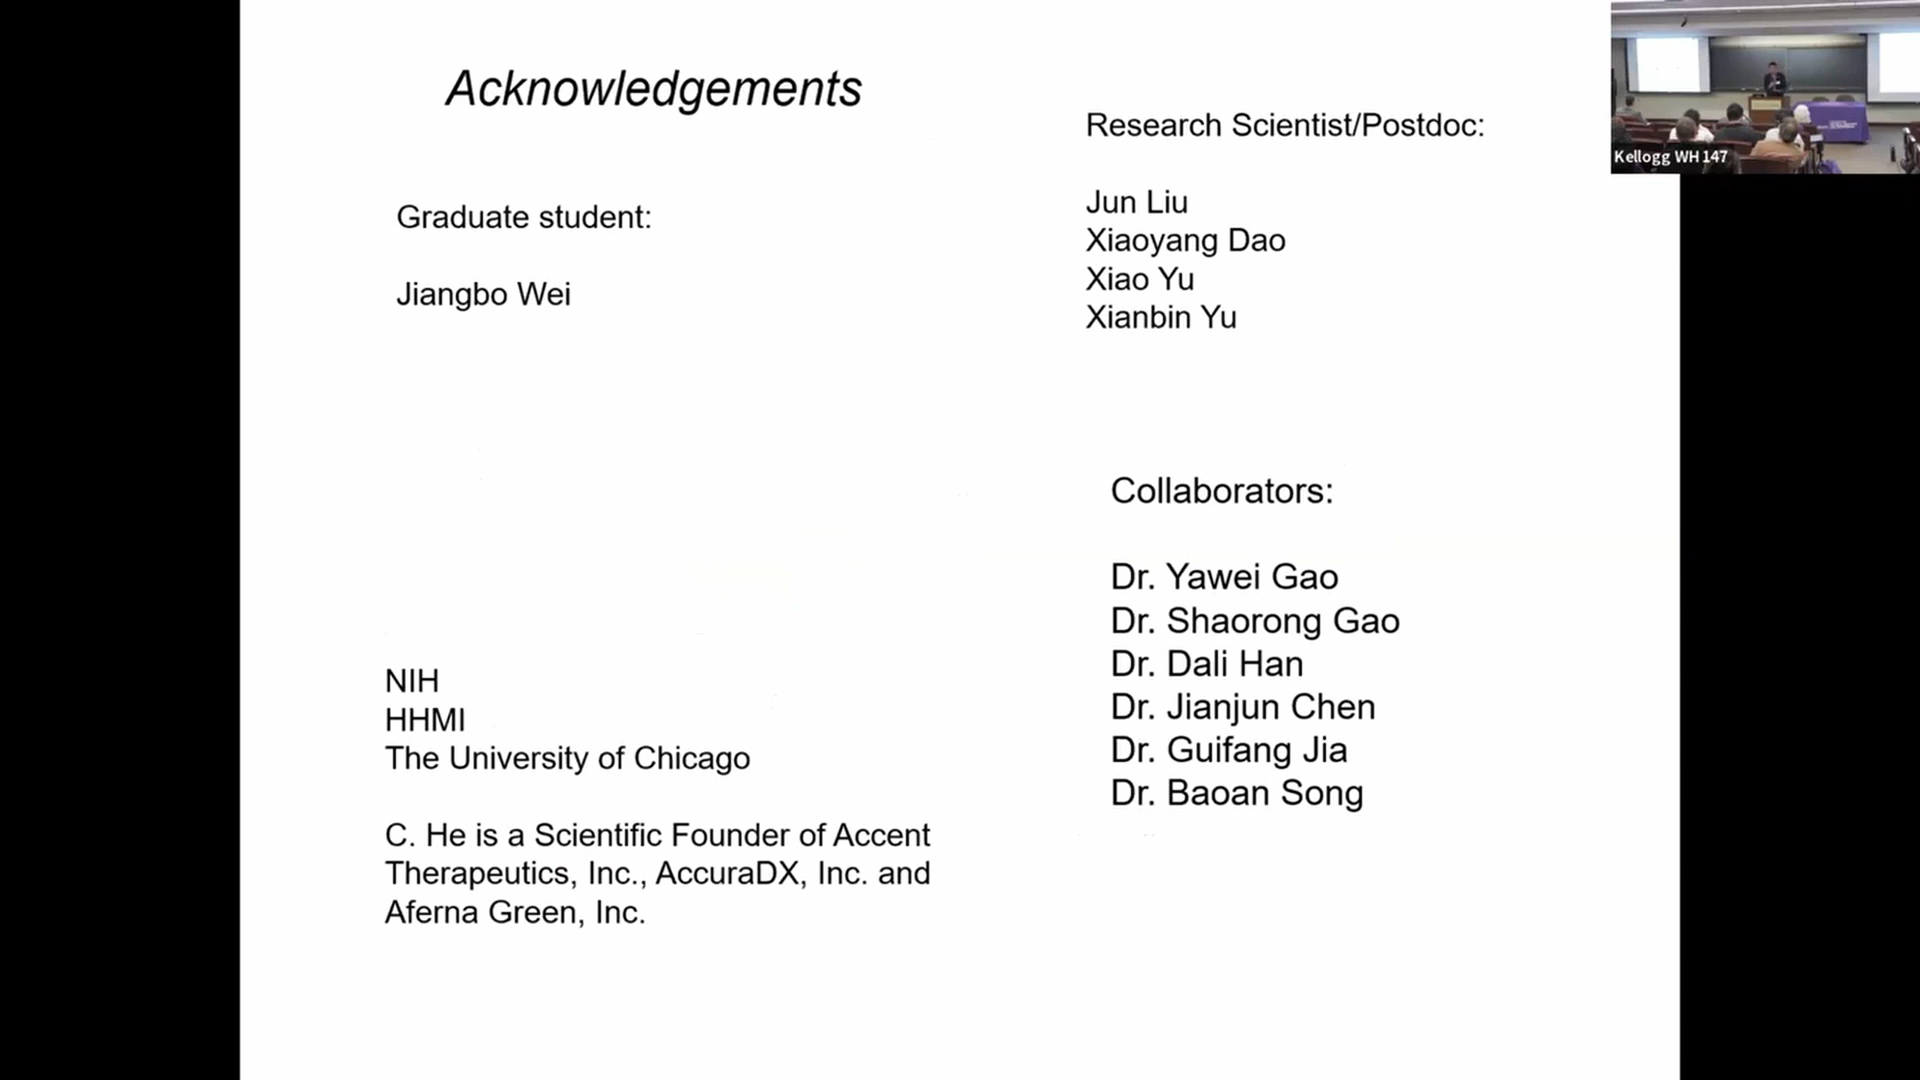 Acknowledgements
Graduate student:
Jiangbo Wei
Research Scientist/Postdoc:
Jun Liu
Xiaoyang Dao
Xiao Yu
Xianbin Yu
Collaborators:
Dr. Yawei Gao
Dr. Shaorong Gao
Dr. Dali Han
Dr. Jianjun Chen
Dr. Guifang Jia
Dr. Baoan Song
NIH
HHMI
The University of Chicago
C. He is a Scientific Founder of Accent
Therapeutics, Inc., AccuraDX, Inc. and
Aferna Green, Inc.
Kellogg WH 147